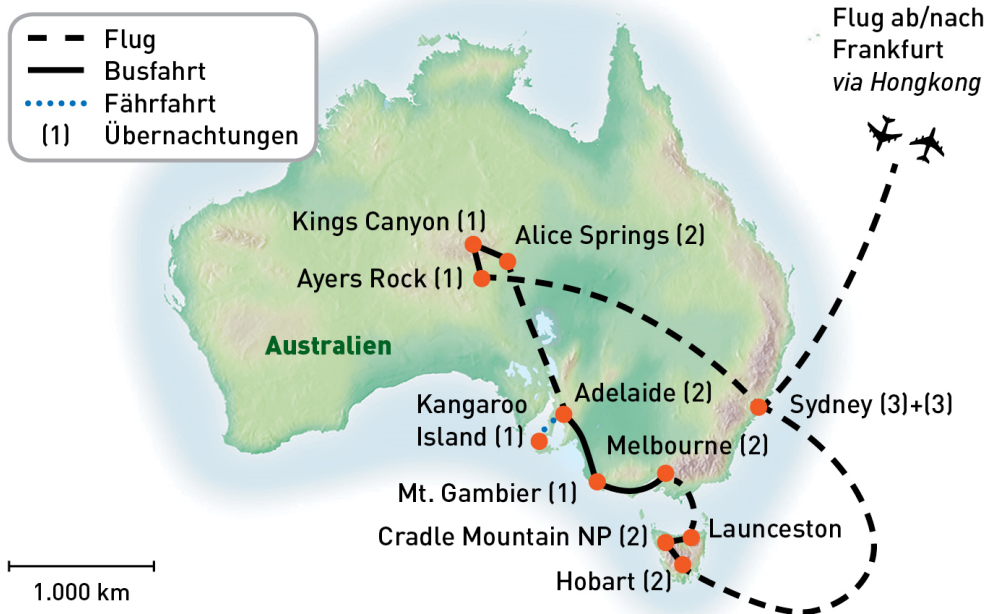 Flug
Busfahrt
Fährfahrt
(1) Übernachtungen
Flug ab/nach
Frankfurt
via Hongkong
Kings Canyon (1)
Alice Springs (2)
Ayers Rock (1)
Australien
Adelaide (2)
Kangaroo
Island (1)
Sydney (3)+(3)
Melbourne (2)
Mt. Gambier (1)
Launceston
Cradle Mountain NP (2)
Hobart (2)
1.000 km